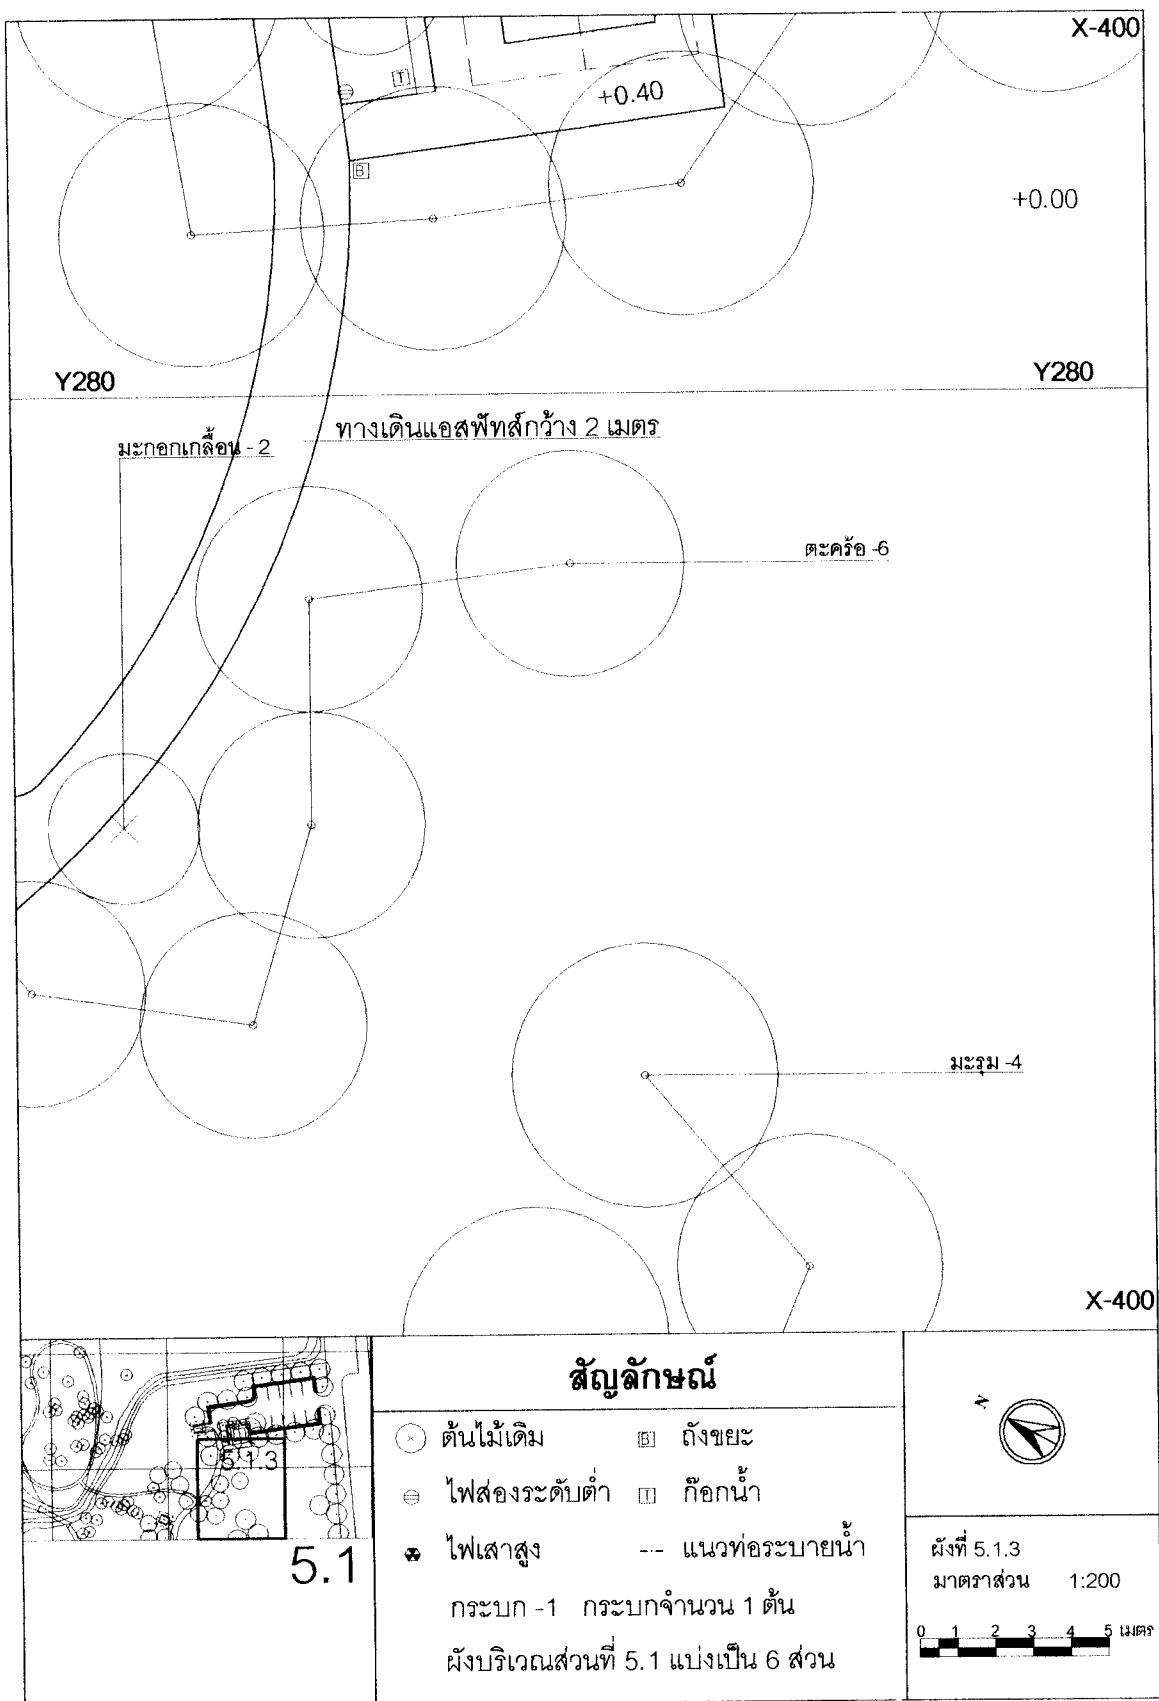 X-400
T
+0.40
B
+0.00
Y280
Y280
ทางเดินแอสฟัทส์กว้าง 2 เมตร
มะกอกเกลื้อน -2
ตะคร้อ -6
มะรุม -4
X-400
5.1.3
5.1
สัญลักษณ์
ต้นไม้เดิม
B ถังขยะ
ไฟส่องระดับต่ำ
T ก๊อกน้ำ
ไฟเสาสูง
แนวท่อระบายน้ำ
กระบก -1 กระบกจำนวน 1 ต้น
ผังบริเวณส่วนที่ 5.1 แบ่งเป็น 6 ส่วน
N
ผังที่ 5.1.3
มาตราส่วน 1:200
0 1 2 3 4 5 เมตร